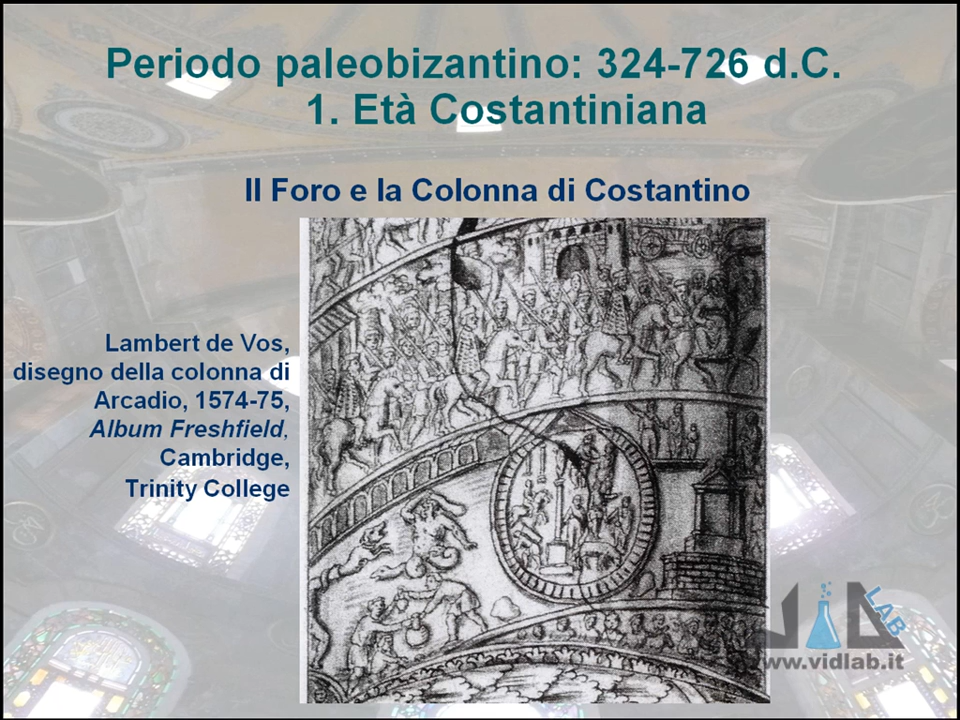 Periodo paleobizantino: 324-726 d.C.
1. Età Costantiniana
Il Foro e la Colonna di Costantino
Lambert de Vos,
disegno della colonna di
Arcadio, 1574-75,
Album Freshfield,
Cambridge,
Trinity College
LAB
www.vidlab.it